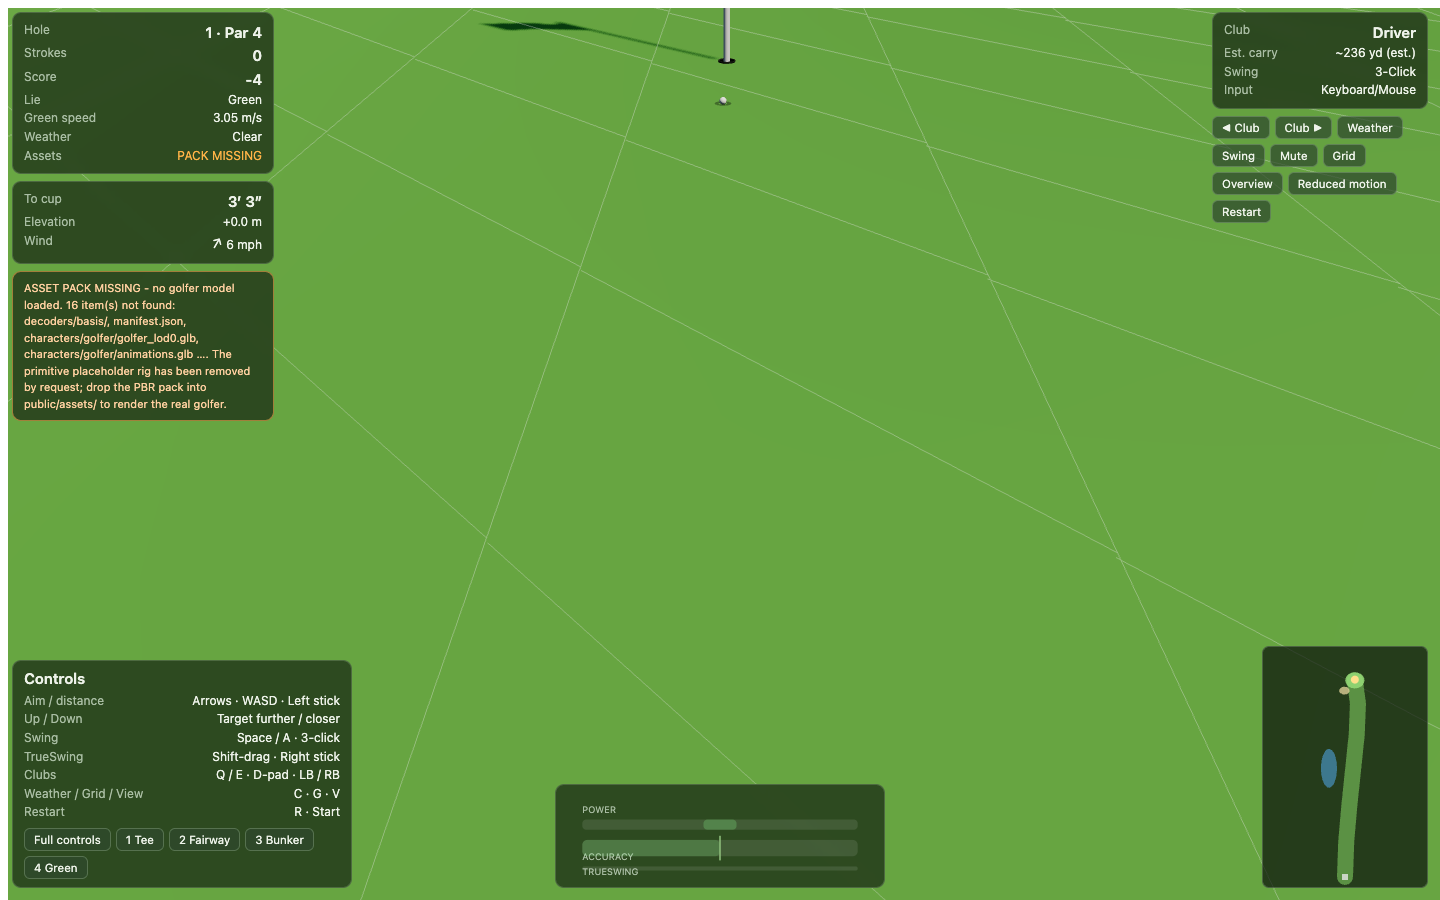 Hole 1 · Par 4
Strokes 0
Score -4
Lie Green
Green speed 3.05 m/s
Weather Clear
Assets PACK MISSING
To cup 3′ 3″
Elevation +0.0 m
Wind ↗ 6 mph
ASSET PACK MISSING - no golfer model
loaded. 16 item(s) not found:
decoders/basis/, manifest.json,
characters/golfer/golfer_lod0.glb,
characters/golfer/animations.glb .... The
primitive placeholder rig has been removed
by request; drop the PBR pack into
public/assets/ to render the real golfer.
Club Driver
Est. carry ~236 yd (est.)
Swing 3-Click
Input Keyboard/Mouse
◀ Club Club ▶ Weather
Swing Mute Grid
Overview Reduced motion
Restart
Controls
Aim / distance Arrows · WASD · Left stick
Up / Down Target further / closer
Swing Space / A · 3-click
TrueSwing Shift-drag · Right stick
Clubs Q / E · D-pad · LB / RB
Weather / Grid / View C · G · V
Restart R · Start
Full controls 1 Tee 2 Fairway 3 Bunker
4 Green
POWER
ACCURACY
TRUESWING